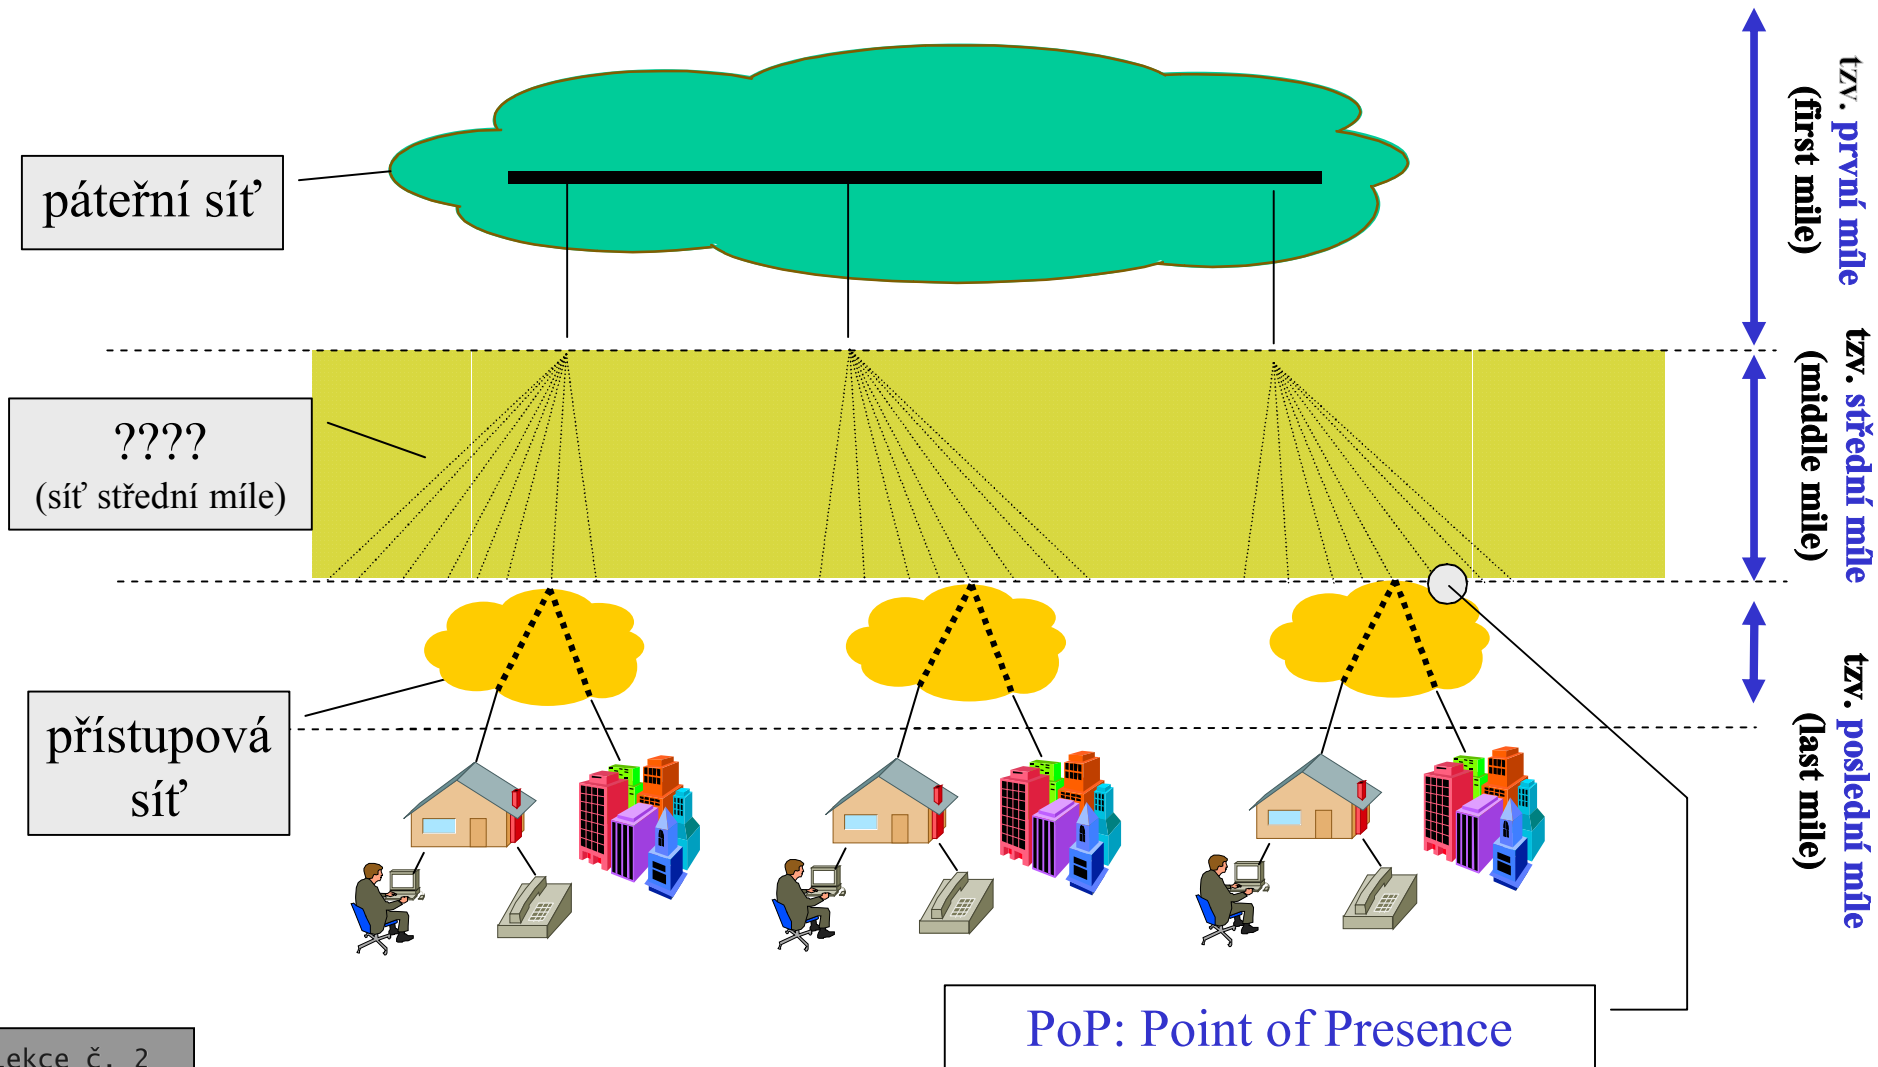 tzv. první míle
(first mile)
páteřní síť
tzv. střední míle
(middle mile)
????
(síť střední míle)
přístupová
síť
tzv. poslední míle
(last mile)
PoP: Point of Presence
lekce č. 2